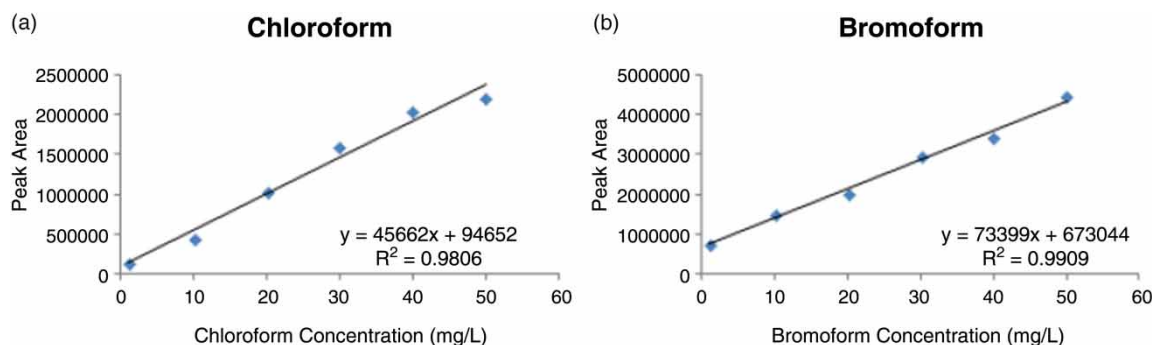 (a)
Chloroform
2500000
2000000
1500000
1000000
500000
0
Peak Area
y = 45662x + 94652
R² = 0.9806
0 10 20 30 40 50 60
Chloroform Concentration (mg/L)
(b)
Bromoform
5000000
4000000
3000000
2000000
1000000
0
Peak Area
y = 73399x + 673044
R² = 0.9909
0 10 20 30 40 50 60
Bromoform Concentration (mg/L)